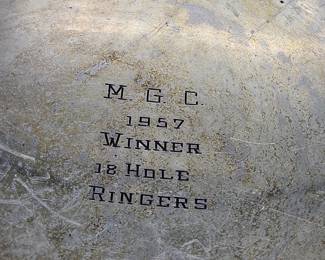 M. G. C.
1957
WINNER
18 HOLE
RINGERS